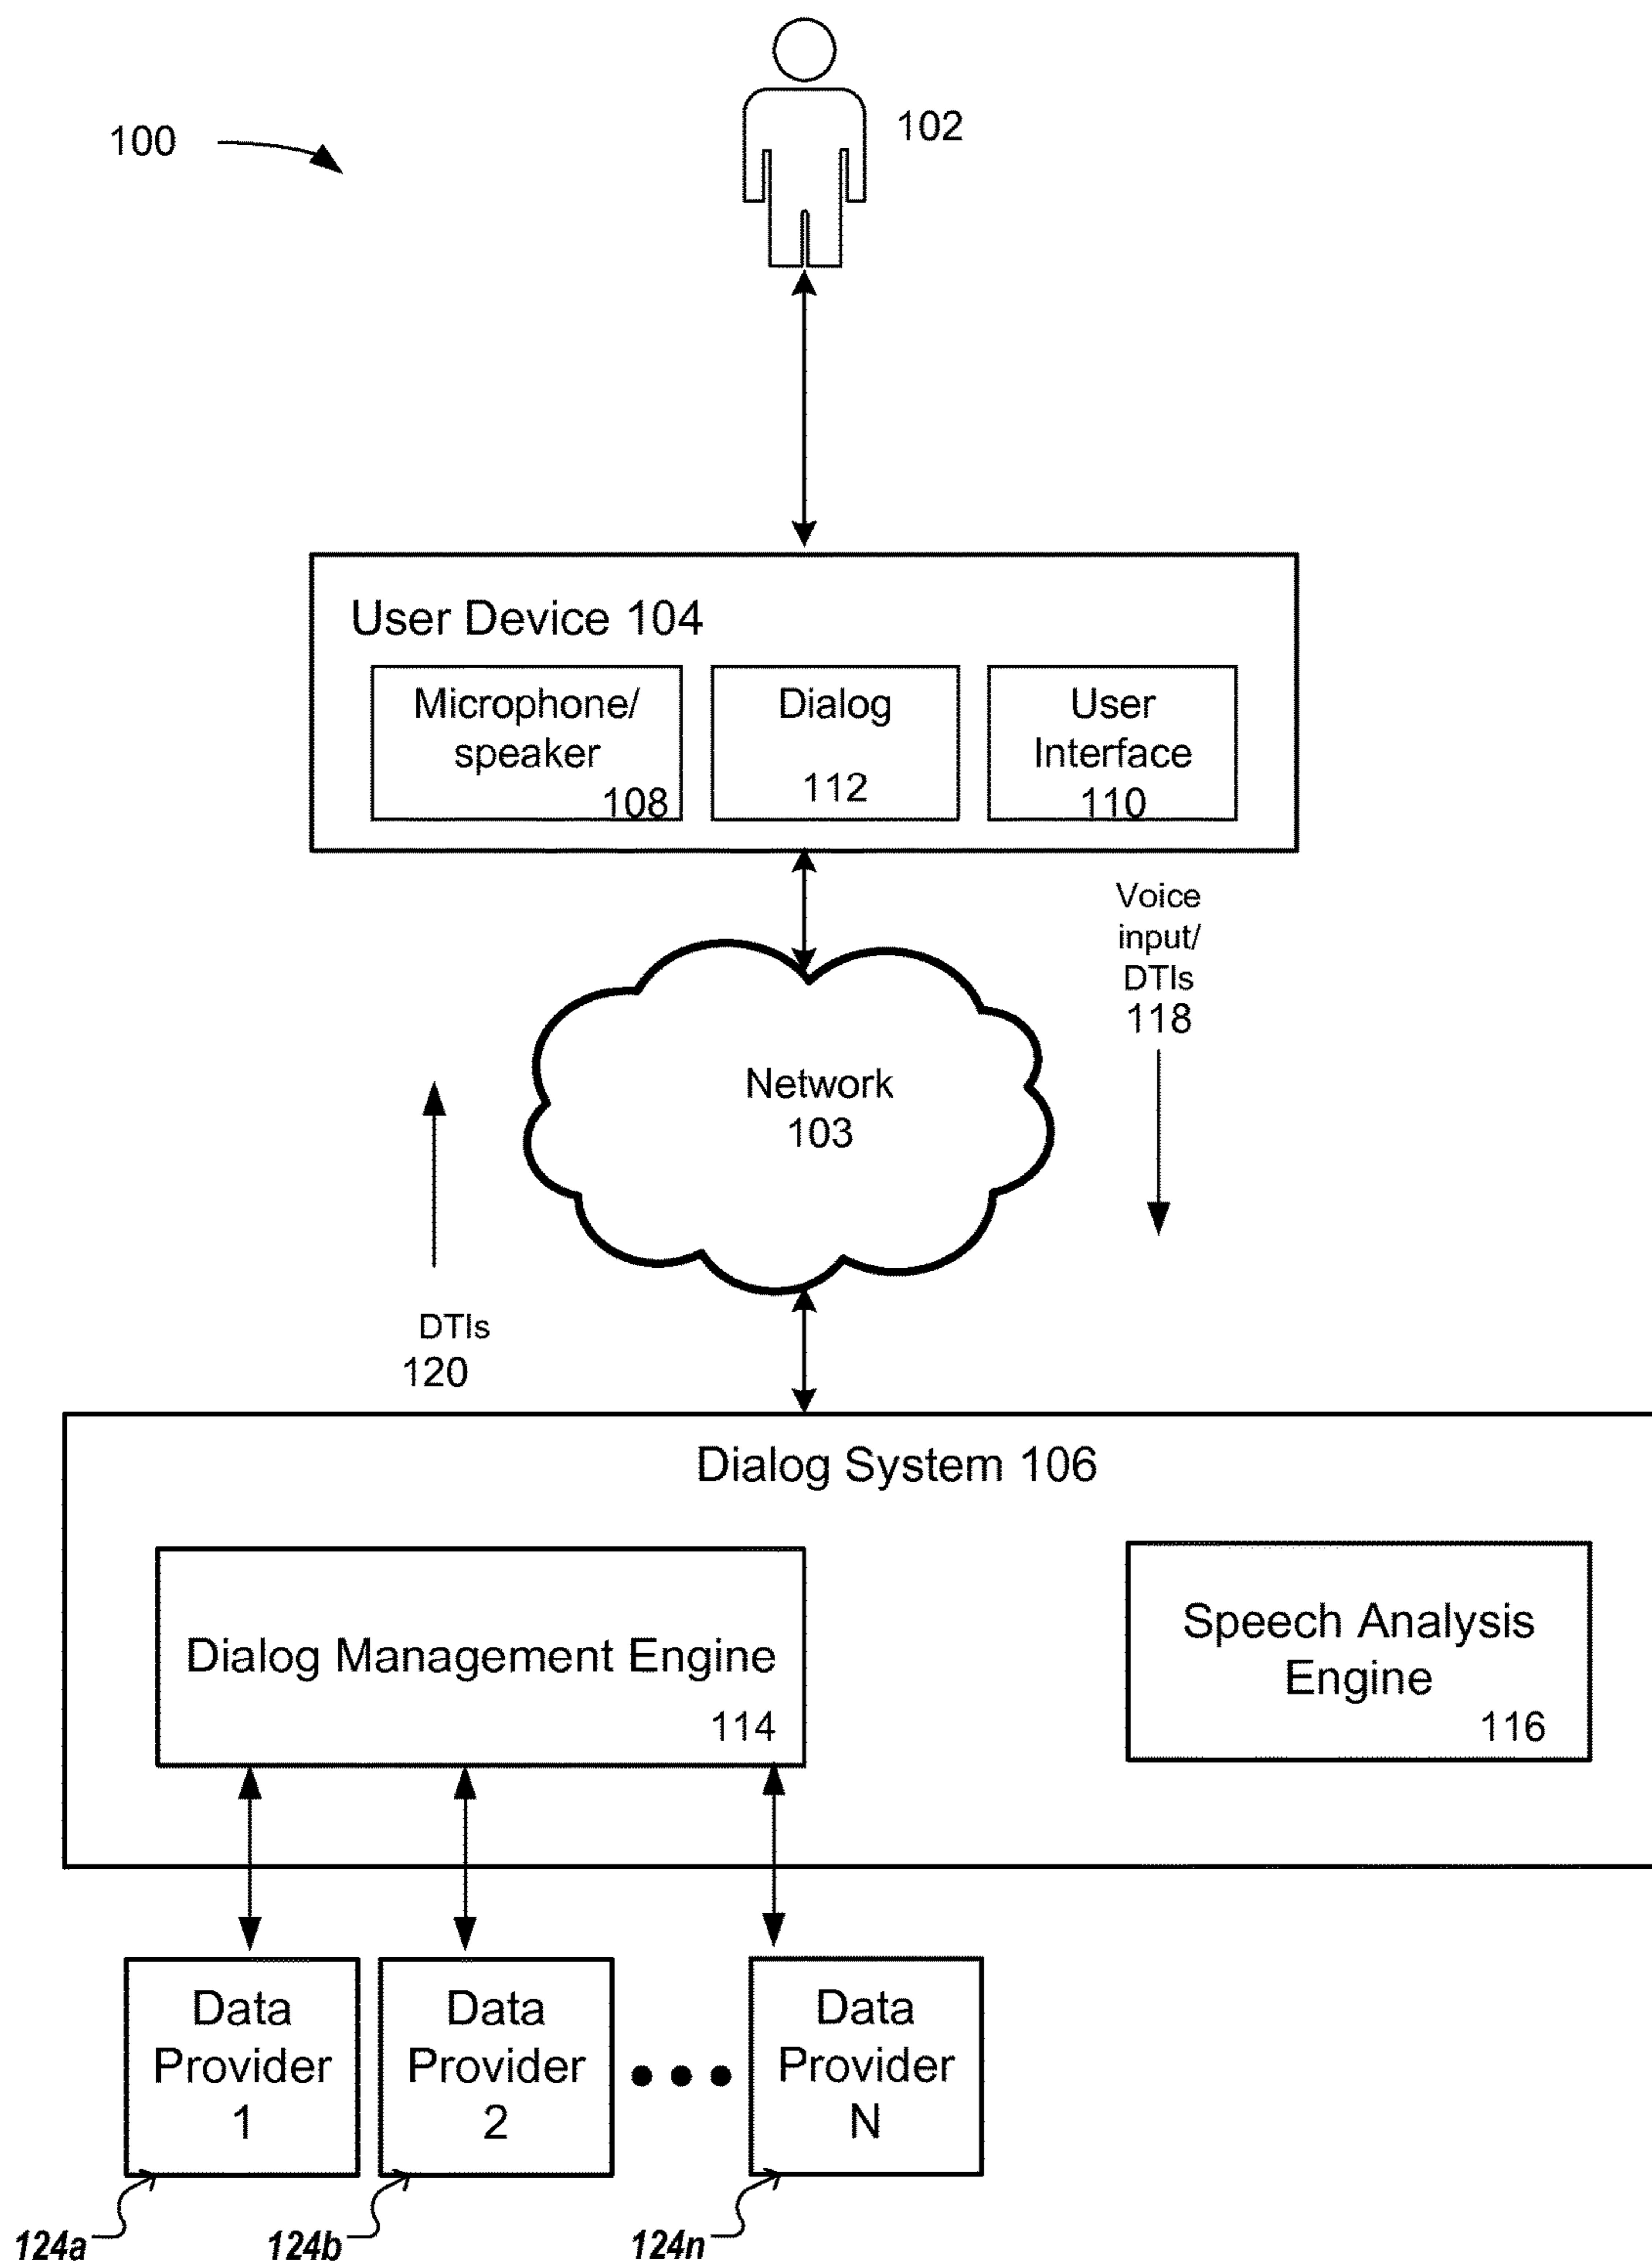 100
102
User Device 104
Microphone/
speaker
108
Dialog
112
User
Interface
110
Voice
input/
DTIs
118
Network
103
DTIs
120
Dialog System 106
Dialog Management Engine
114
Speech Analysis
Engine
116
Data
Provider
1
Data
Provider
2
Data
Provider
N
124a
124b
124n